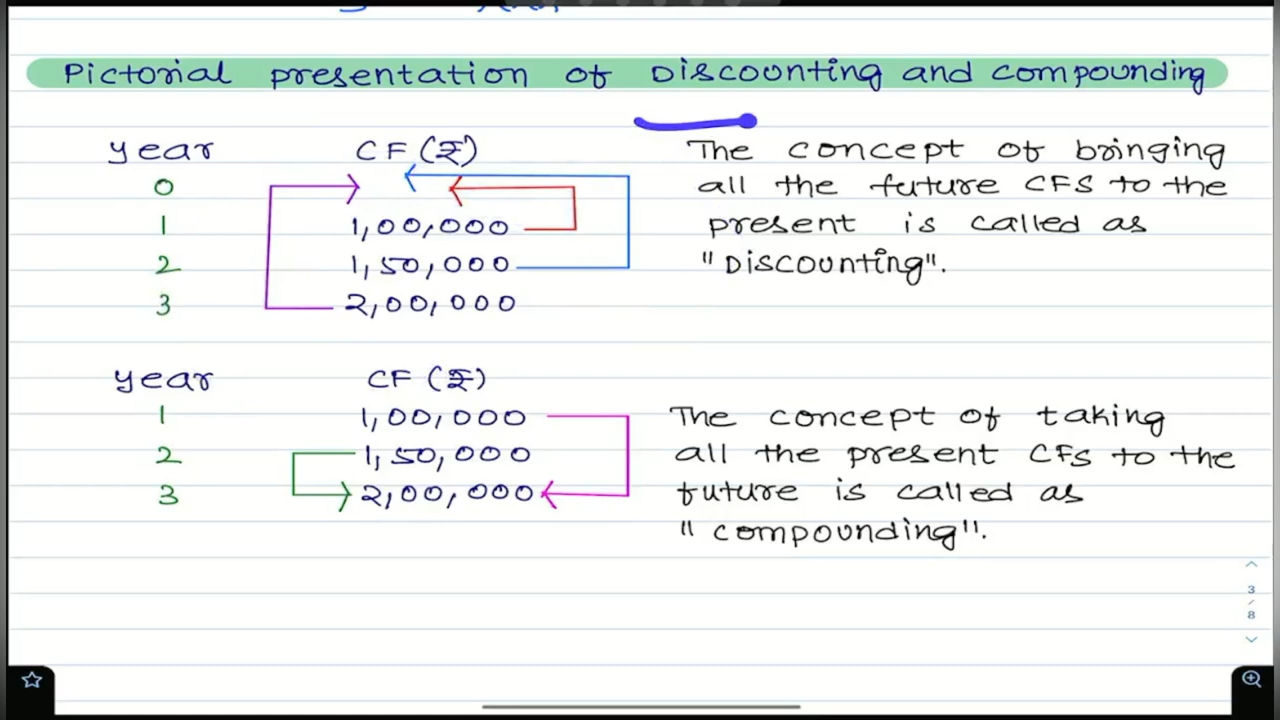 Pictorial presentation of Discounting and compounding
year CF (₹)
0
1 1,00,000
2 1,50,000
3 2,00,000
The concept of bringing
all the future CFS to the
present is called as
"Discounting".
year CF (₹)
1 1,00,000
2 1,50,000
3 2,00,000
The concept of taking
all the present CFs to the
future is called as
"compounding".
3
/
8